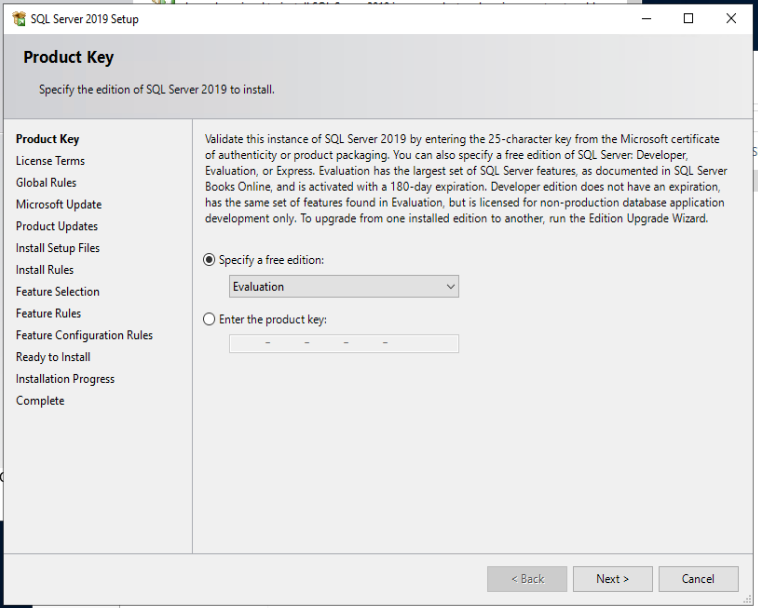 SQL Server 2019 Setup
Product Key
Specify the edition of SQL Server 2019 to install.
Product Key
License Terms
Global Rules
Microsoft Update
Product Updates
Install Setup Files
Install Rules
Feature Selection
Feature Rules
Feature Configuration Rules
Ready to Install
Installation Progress
Complete
Validate this instance of SQL Server 2019 by entering the 25-character key from the Microsoft certificate
of authenticity or product packaging. You can also specify a free edition of SQL Server: Developer,
Evaluation, or Express. Evaluation has the largest set of SQL Server features, as documented in SQL Server
Books Online, and is activated with a 180-day expiration. Developer edition does not have an expiration,
has the same set of features found in Evaluation, but is licensed for non-production database application
development only. To upgrade from one installed edition to another, run the Edition Upgrade Wizard.
Specify a free edition:
Evaluation
Enter the product key:
- - - -
< Back
Next >
Cancel